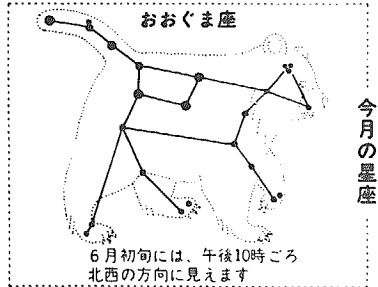 おおぐま座
今月の星座
6月初旬には、午後10時ごろ
北西の方向に見えます